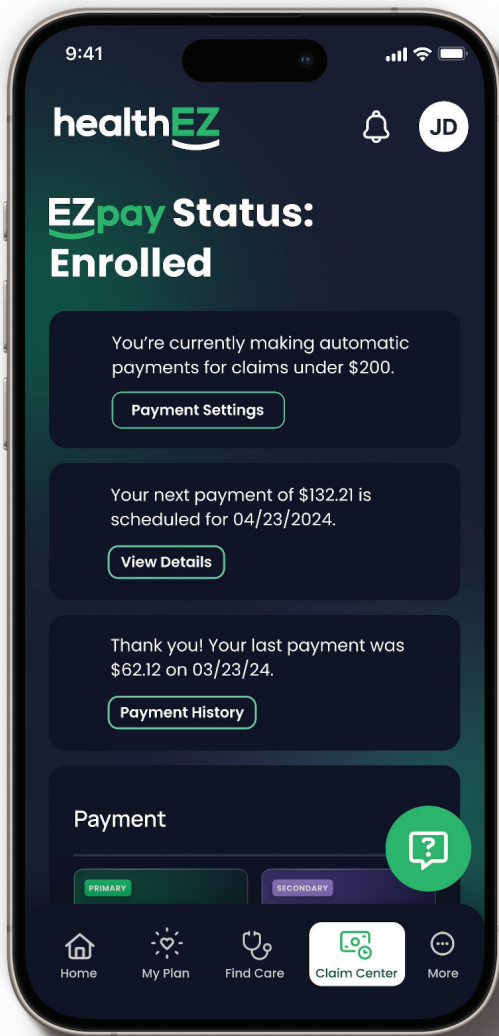 9:41
healthEZ
JD
EZpay Status:
Enrolled
You're currently making automatic
payments for claims under $200.
Payment Settings
Your next payment of $132.21 is
scheduled for 04/23/2024.
View Details
Thank you! Your last payment was
$62.12 on 03/23/24.
Payment History
Payment
?
PRIMARY
SECONDARY
Home
My Plan
Find Care
Claim Center
More